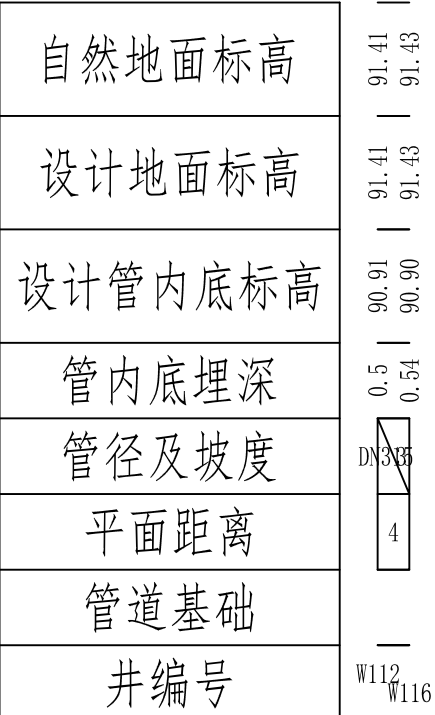 自然地面标高 91.41 91.43
设计地面标高 91.41 91.43
设计管内底标高 90.91 90.90
管内底埋深 0.5 0.54
管径及坡度
平面距离 4
管道基础
井编号 W112 W116